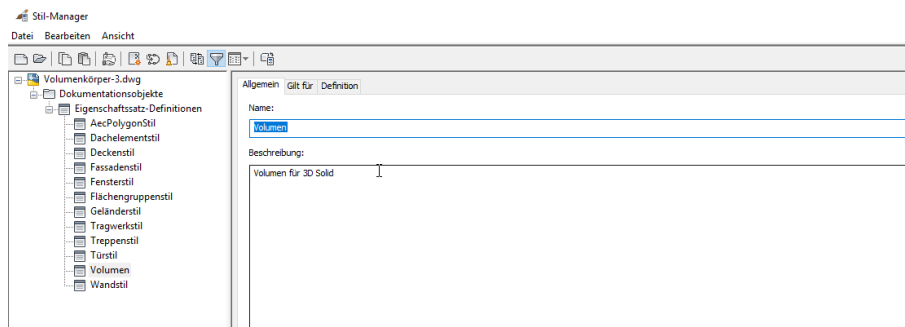 Stil-Manager
Datei Bearbeiten Ansicht
Volumenkörper-3.dwg
Dokumentationsobjekte
Eigenschaftssatz-Definitionen
AecPolygonStil
Dachelementstil
Deckenstil
Fassadenstil
Fensterstil
Flächengruppenstil
Geländerstil
Tragwerkstil
Treppenstil
Türstil
Volumen
Wandstil
Allgemein Gilt für Definition
Name:
Volumen
Beschreibung:
Volumen für 3D Solid